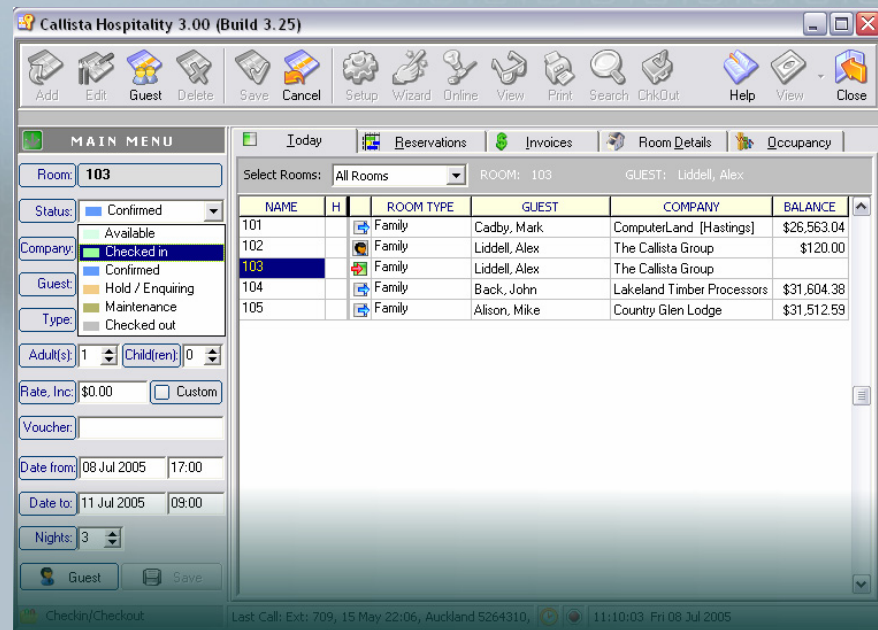 Callista Hospitality 3.00 (Build 3.25)
Add Edit Guest Delete Save Cancel Setup Wizard Online View Print Search ChkOut Help View Close
MAIN MENU
Today Reservations Invoices Room Details Occupancy
Room: 103
Select Rooms: All Rooms ROOM: 103 GUEST: Liddell, Alex
Status: Confirmed
Available
Checked in
Confirmed
Hold / Enquiring
Maintenance
Checked out
Company:
Guest:
Type:
Adult(s): 1 Child(ren): 0
Rate, Inc: $0.00 Custom
Voucher:
Date from: 08 Jul 2005 17:00
Date to: 11 Jul 2005 09:00
Nights: 3
Guest Save
NAME H ROOM TYPE GUEST COMPANY BALANCE
101 Family Cadby, Mark ComputerLand [Hastings] $26,563.04
102 Family Liddell, Alex The Callista Group $120.00
103 Family Liddell, Alex The Callista Group
104 Family Back, John Lakeland Timber Processors $31,604.38
105 Family Alison, Mike Country Glen Lodge $31,512.59
Checkin/Checkout Last Call: Ext: 709, 15 May 22:06, Auckland 5264310, 11:10:03 Fri 08 Jul 2005